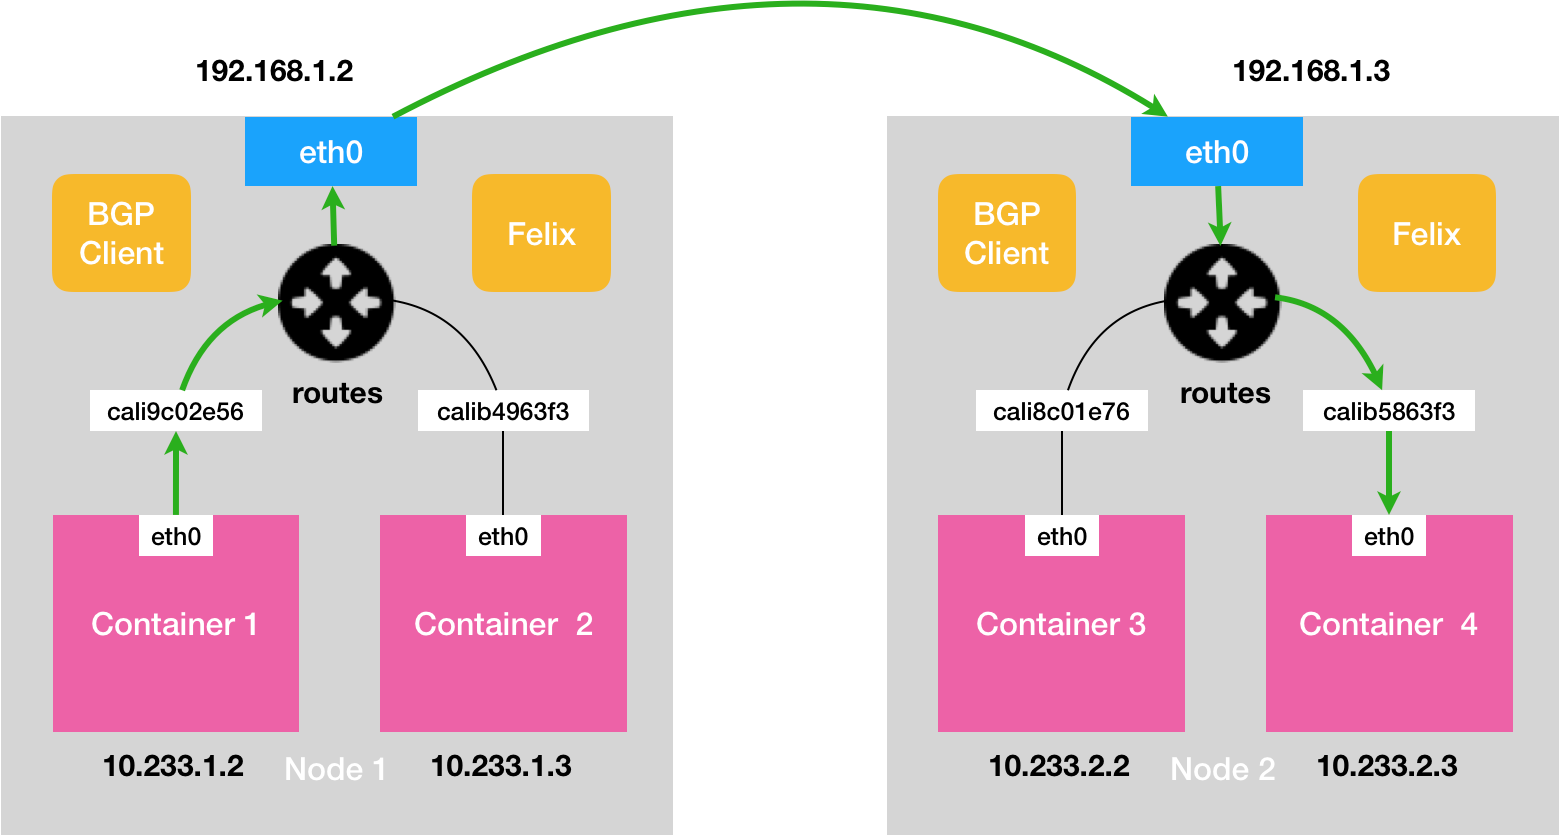 192.168.1.2
192.168.1.3
eth0
BGP
Client
Felix
routes
cali9c02e56
calib4963f3
eth0
eth0
Container 1
Container 2
10.233.1.2
Node 1
10.233.1.3
eth0
BGP
Client
Felix
routes
cali8c01e76
calib5863f3
eth0
eth0
Container 3
Container 4
10.233.2.2
Node 2
10.233.2.3